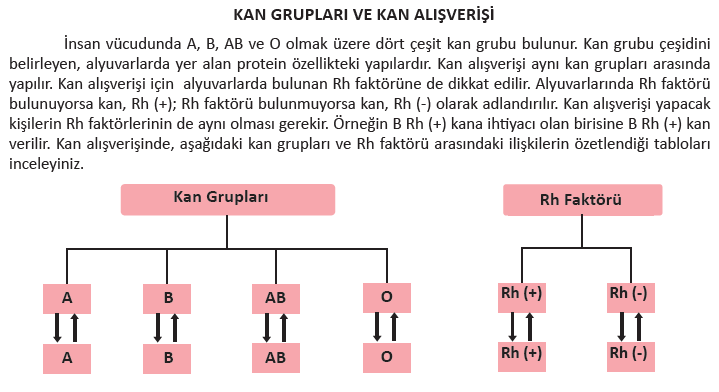 KAN GRUPLARI VE KAN ALIŞVERİŞİ
İnsan vücudunda A, B, AB ve O olmak üzere dört çeşit kan grubu bulunur. Kan grubu çeşidini
belirleyen, alyuvarlarda yer alan protein özellikteki yapılardır. Kan alışverişi aynı kan grupları arasında
yapılır. Kan alışverişi için alyuvarlarda bulunan Rh faktörüne de dikkat edilir. Alyuvarlarında Rh faktörü
bulunuyorsa kan, Rh (+); Rh faktörü bulunmuyorsa kan, Rh (-) olarak adlandırılır. Kan alışverişi yapacak
kişilerin Rh faktörlerinin de aynı olması gerekir. Örneğin B Rh (+) kana ihtiyacı olan birisine B Rh (+) kan
verilir. Kan alışverişinde, aşağıdaki kan grupları ve Rh faktörü arasındaki ilişkilerin özetlendiği tabloları
inceleyiniz.
Kan Grupları
A B AB O
A B AB O
Rh Faktörü
Rh (+) Rh (-)
Rh (+) Rh (-)